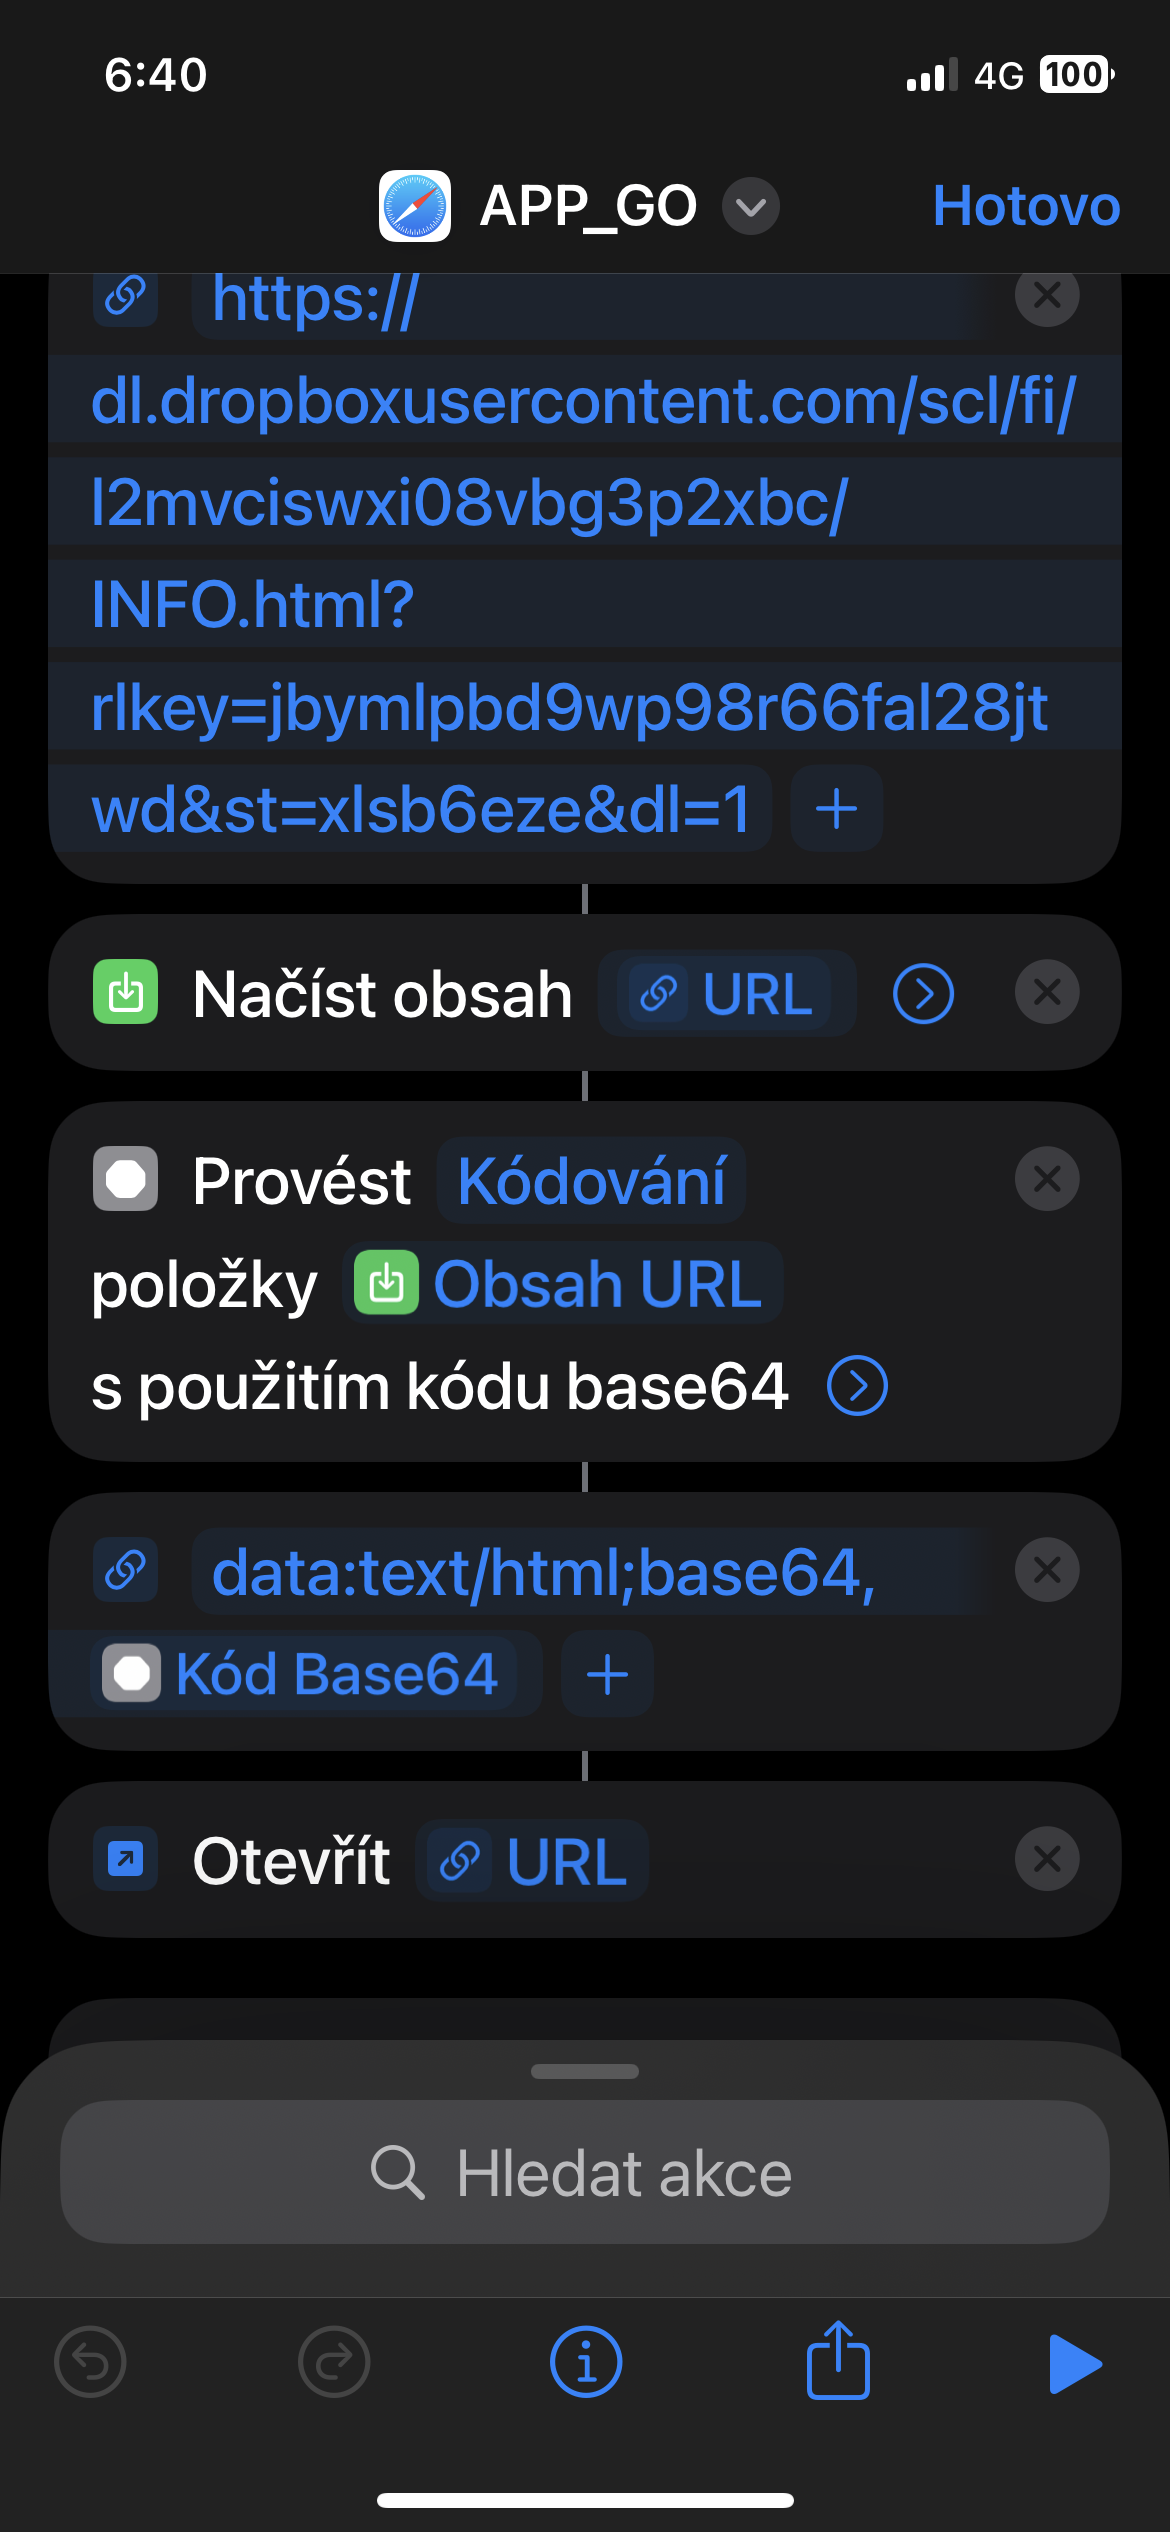 6:40
4G 100
APP_GO
Hotovo
https://
dl.dropboxusercontent.com/scl/fi/
l2mvciswxi08vbg3p2xbc/
INFO.html?
rlkey=jbymlpbd9wp98r66fal28jt
wd&st=xlsb6eze&dl=1
Načíst obsah URL
Provést Kódování
položky Obsah URL
s použitím kódu base64
data:text/html;base64,
Kód Base64
Otevřít URL
Hledat akce